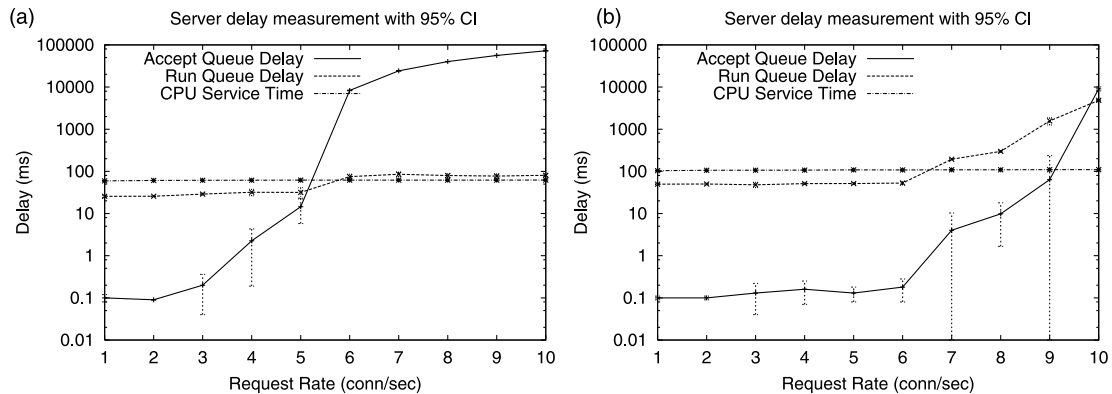 (a)
Server delay measurement with 95% CI
100000
10000
1000
100
10
1
0.1
0.01
Delay (ms)
Accept Queue Delay
Run Queue Delay
CPU Service Time
1 2 3 4 5 6 7 8 9 10
Request Rate (conn/sec)
(b)
Server delay measurement with 95% CI
100000
10000
1000
100
10
1
0.1
0.01
Delay (ms)
Accept Queue Delay
Run Queue Delay
CPU Service Time
1 2 3 4 5 6 7 8 9 10
Request Rate (conn/sec)